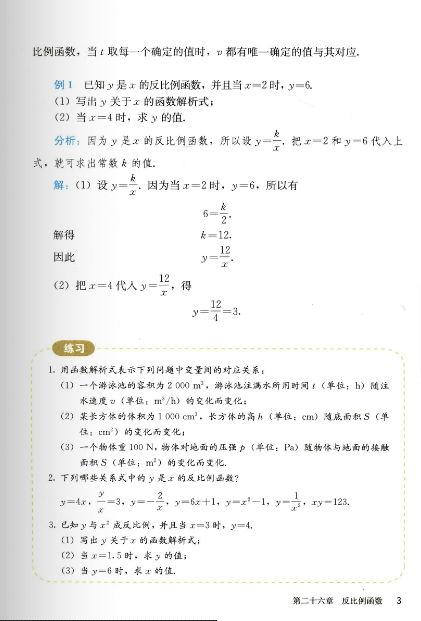 比例函数，当 t 取每一个确定的值时，v 都有唯一确定的值与其对应.
例 1 已知 y 是 x 的反比例函数，并且当 x=2 时，y=6.
（1）写出 y 关于 x 的函数解析式；
（2）当 x=4 时，求 y 的值.
分析：因为 y 是 x 的反比例函数，所以设 y=k/x. 把 x=2 和 y=6 代入上
式，就可求出常数 k 的值.
解：（1）设 y=k/x. 因为当 x=2 时，y=6，所以有
6=k/2.
解得 k=12.
因此 y=12/x.
（2）把 x=4 代入 y=12/x，得
y=12/4=3.
练习
1. 用函数解析式表示下列问题中变量间的对应关系：
（1）一个游泳池的容积为 2 000 m³，游泳池注满水所用时间 t（单位：h）随注
水速度 v（单位：m³/h）的变化而变化；
（2）某长方体的体积为 1 000 cm³，长方体的高 h（单位：cm）随底面积 S（单
位：cm²）的变化而变化；
（3）一个物体重 100 N，物体对地面的压强 p（单位：Pa）随物体与地面的接触
面积 S（单位：m²）的变化而变化.
2. 下列哪些关系式中的 y 是 x 的反比例函数？
y=4x，y/x=3，y=-2/x，y=6x+1，y=x²-1，y=1/x²，xy=123.
3. 已知 y 与 x² 成反比例，并且当 x=3 时，y=4.
（1）写出 y 关于 x 的函数解析式；
（2）当 x=1.5 时，求 y 的值；
（3）当 y=6 时，求 x 的值.
第二十六章 反比例函数 3